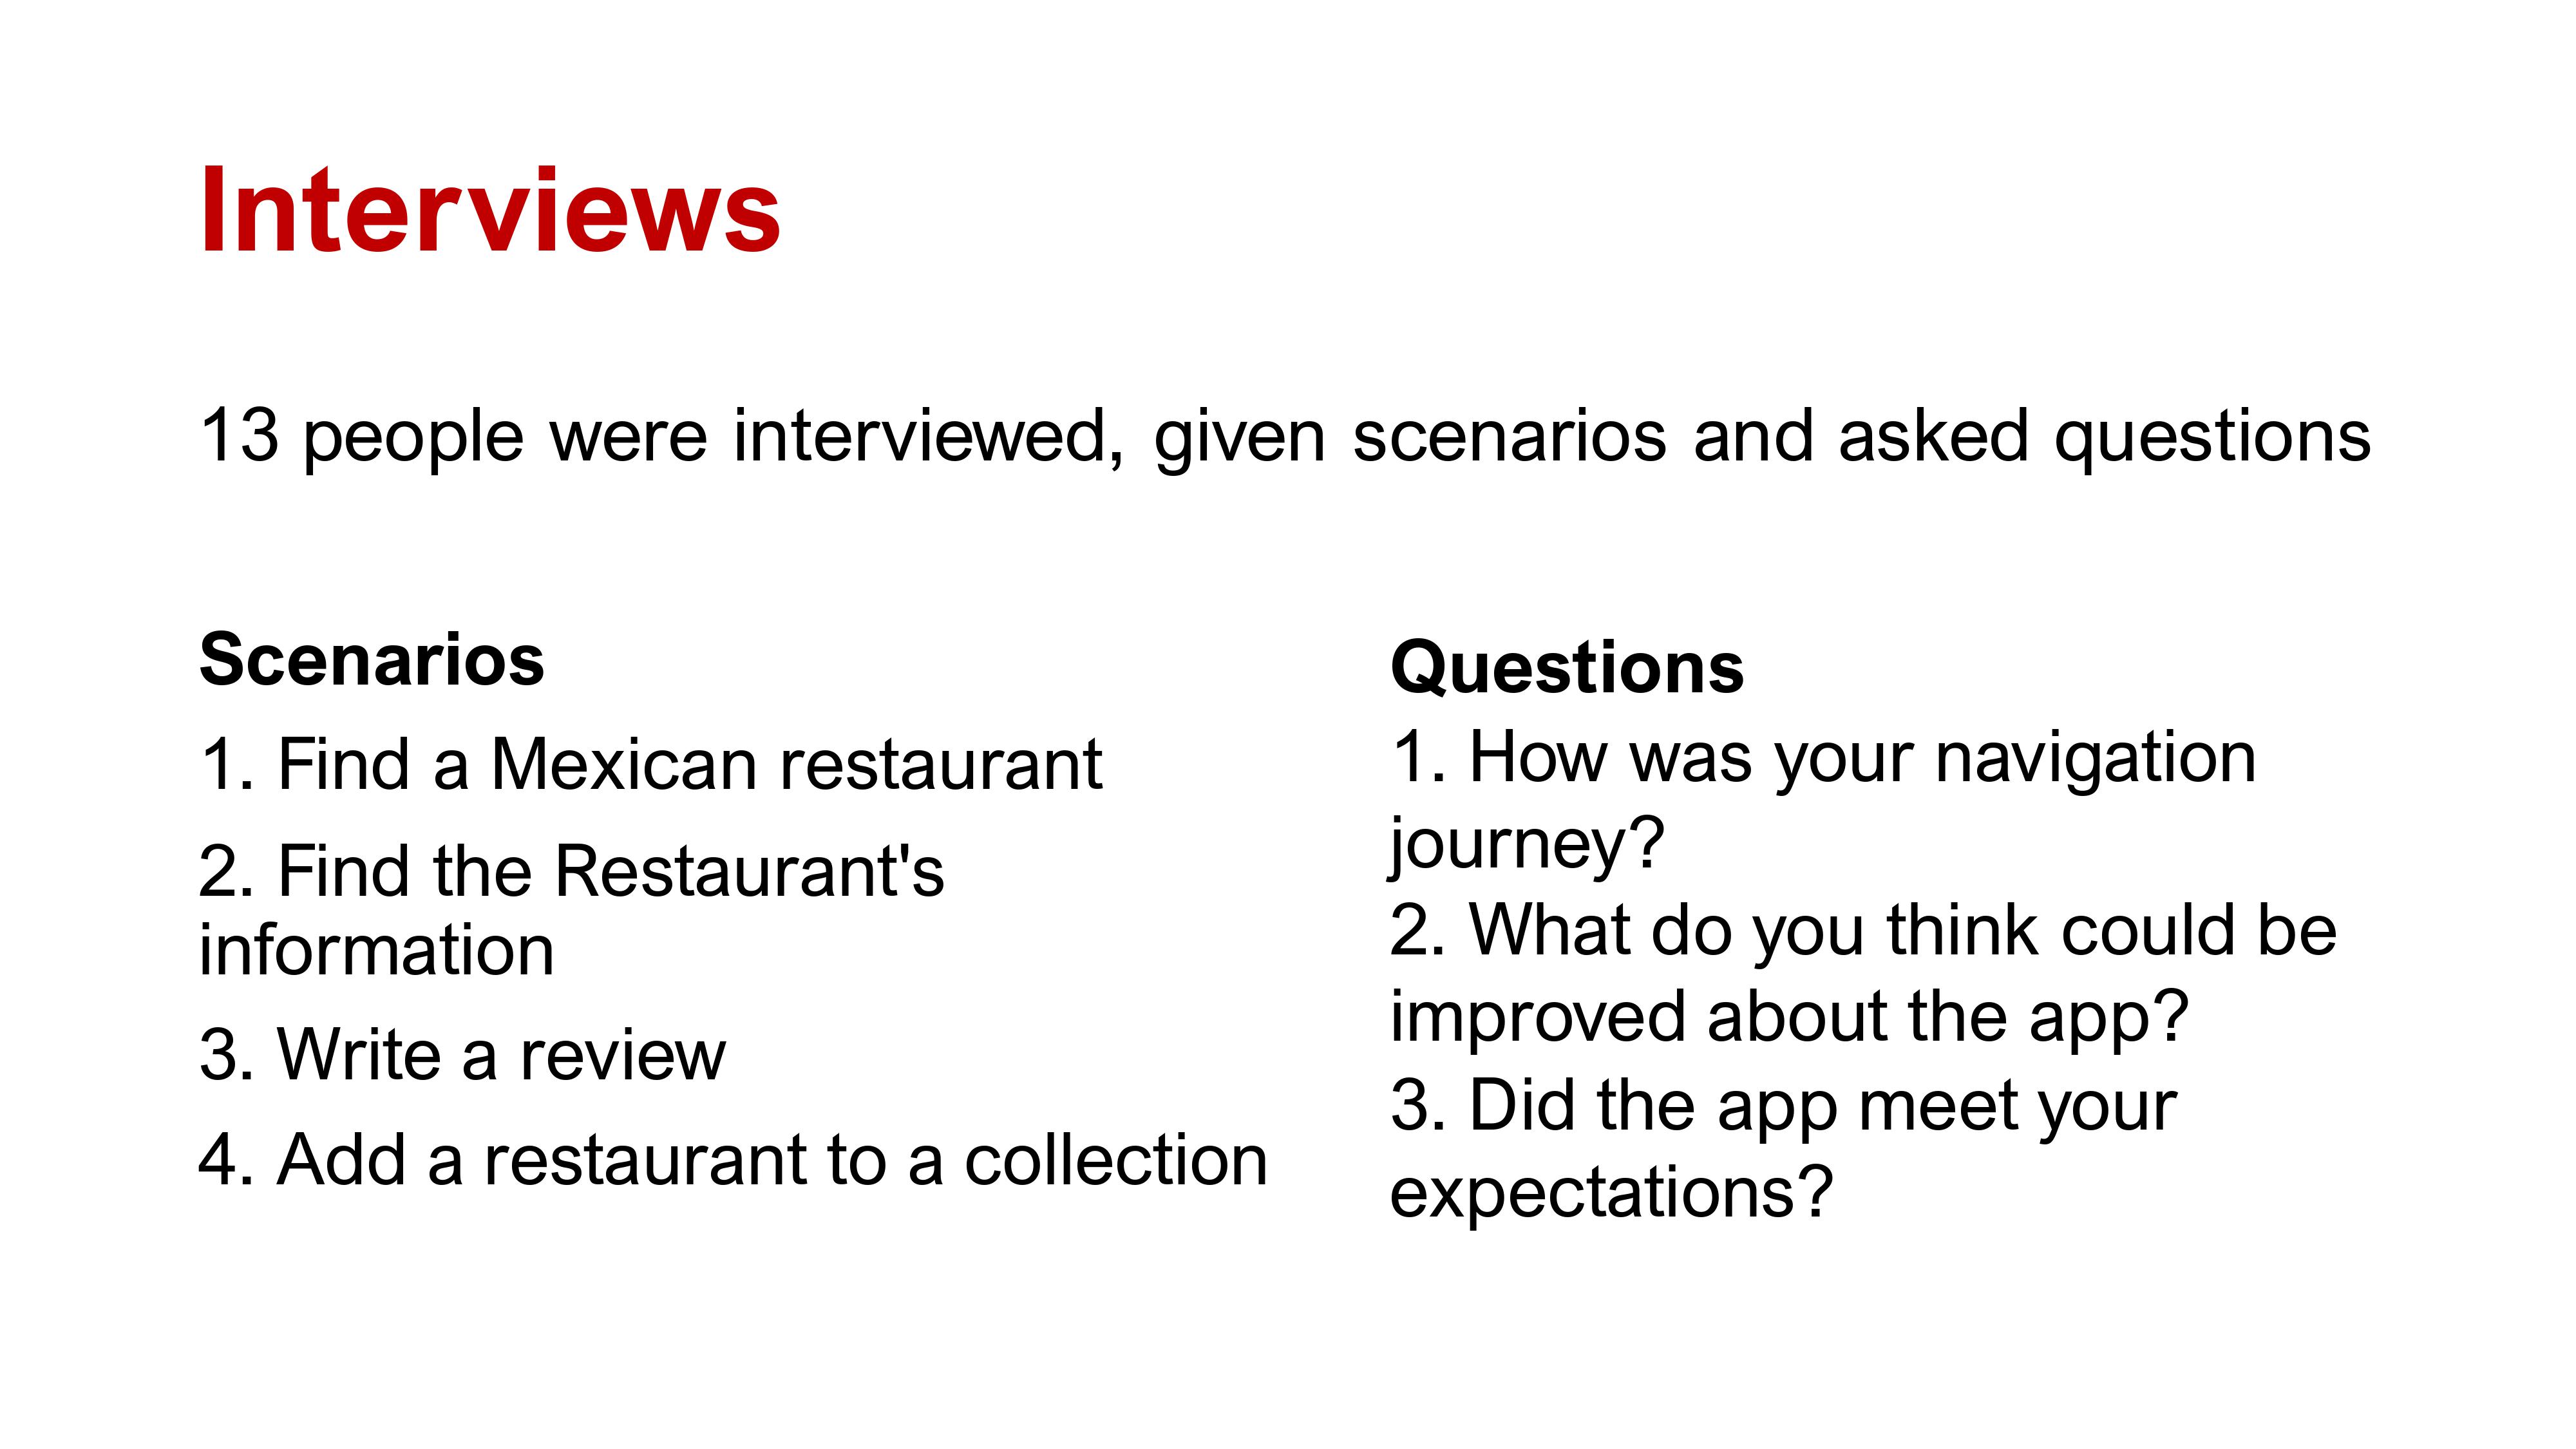 Interviews
13 people were interviewed, given scenarios and asked questions
Scenarios
1. Find a Mexican restaurant
2. Find the Restaurant's
information
3. Write a review
4. Add a restaurant to a collection
Questions
1. How was your navigation
journey?
2. What do you think could be
improved about the app?
3. Did the app meet your
expectations?